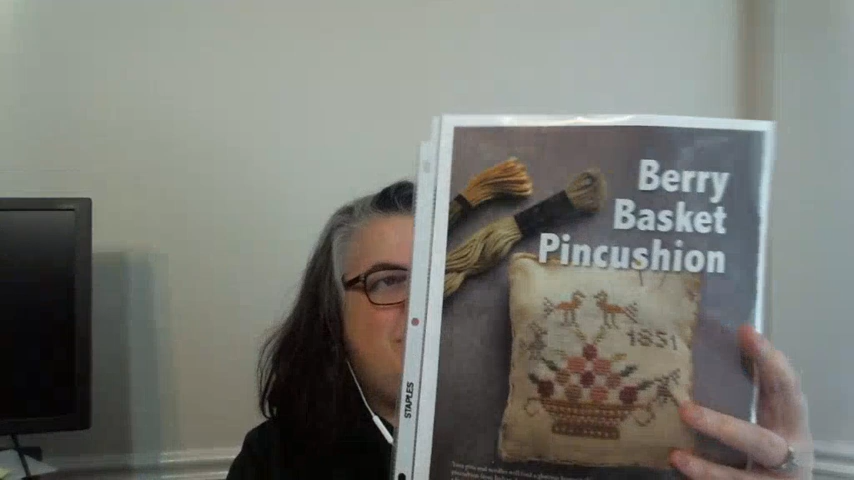 Berry
Basket
Pincushion
1851
STAPLES